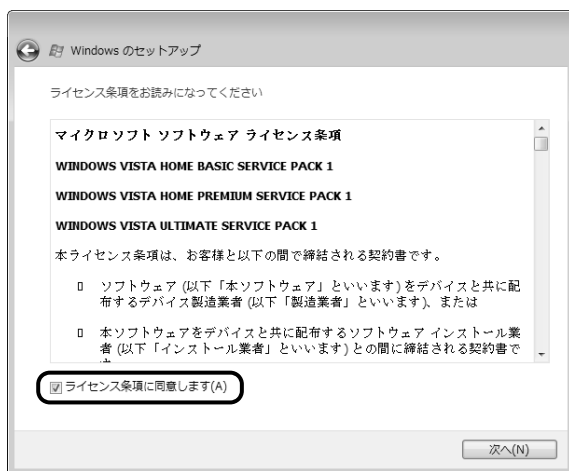 Windows のセットアップ
ライセンス条項をお読みになってください
マイクロソフト ソフトウェア ライセンス条項
WINDOWS VISTA HOME BASIC SERVICE PACK 1
WINDOWS VISTA HOME PREMIUM SERVICE PACK 1
WINDOWS VISTA ULTIMATE SERVICE PACK 1
本ライセンス条項は、お客様と以下の間で締結される契約書です。
ソフトウェア (以下「本ソフトウェア」といいます) をデバイスと共に配
布するデバイス製造業者 (以下「製造業者」といいます)、または
本ソフトウェアをデバイスと共に配布するソフトウェア インストール業
者 (以下「インストール業者」といいます) との間に締結される契約書で
ライセンス条項に同意します(A)
次へ(N)